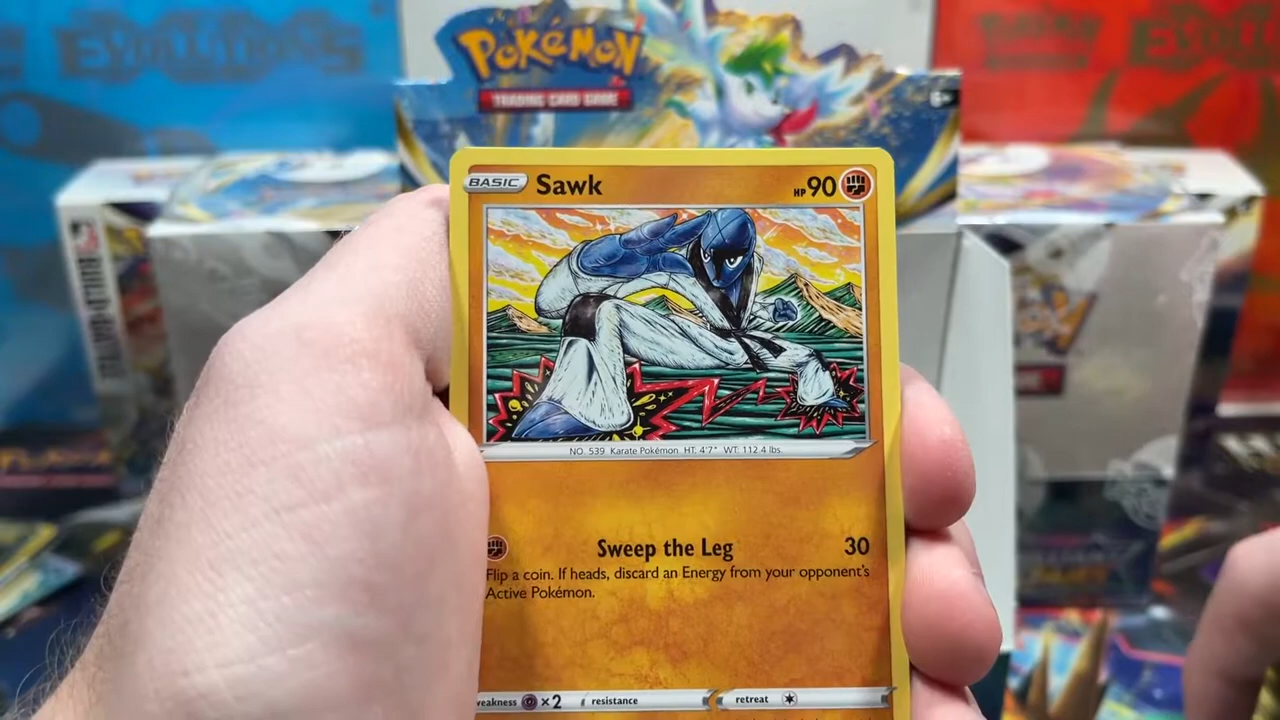 EVOLUTIONS
POKéMON
TRADING CARD GAME
6+
BASIC Sawk HP 90
NO. 539 Karate Pokémon HT: 4'7" WT: 112.4 lbs.
Sweep the Leg 30
Flip a coin. If heads, discard an Energy from your opponent's
Active Pokémon.
weakness ×2 resistance retreat